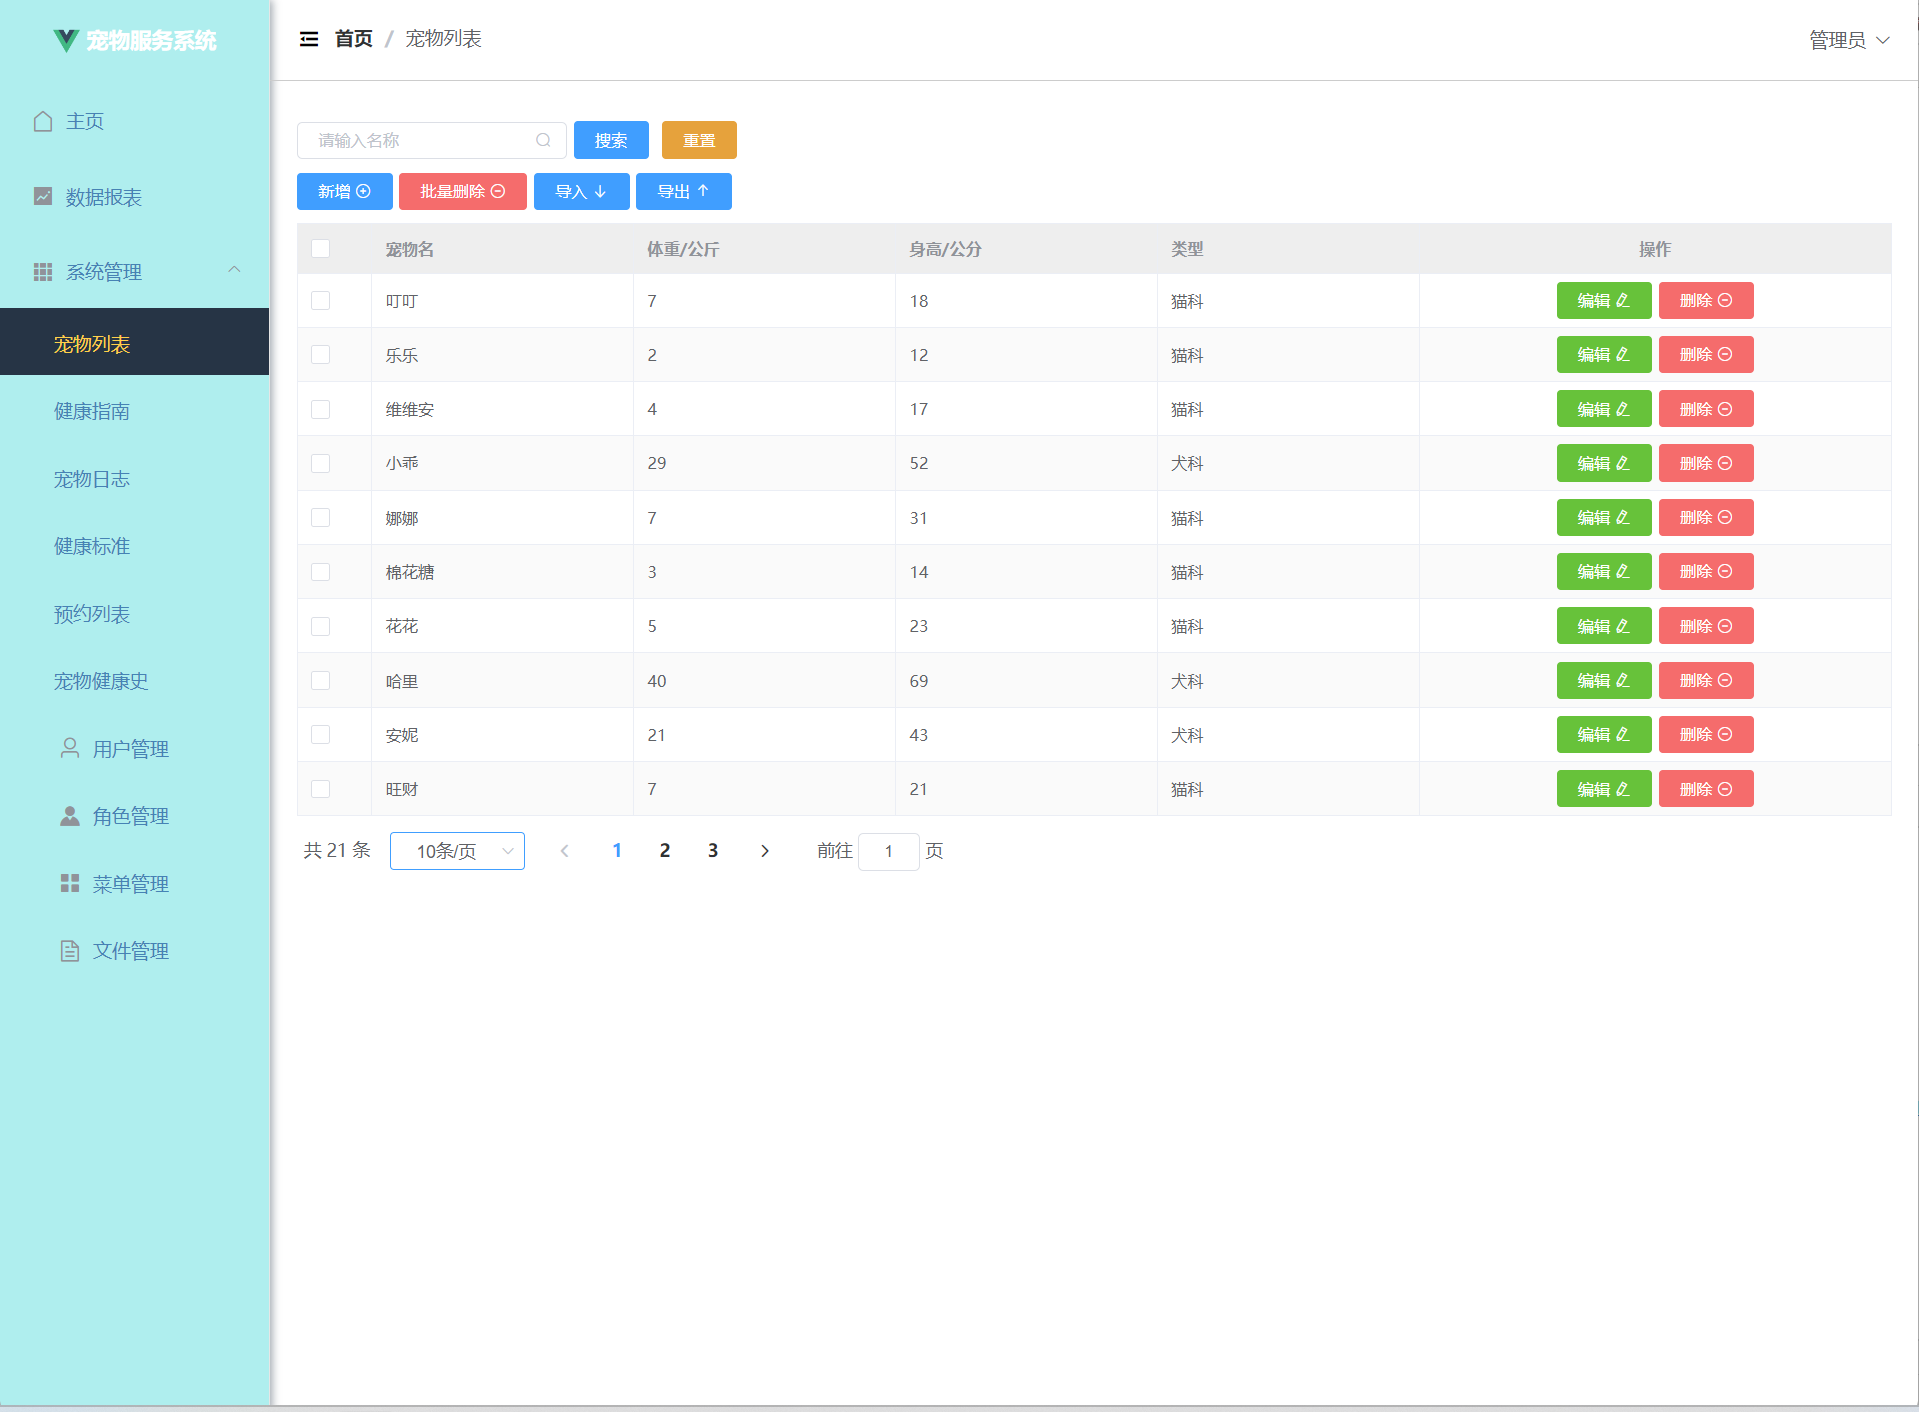 宠物服务系统
主页
数据报表
系统管理
宠物列表
健康指南
宠物日志
健康标准
预约列表
宠物健康史
用户管理
角色管理
菜单管理
文件管理
首页 / 宠物列表
管理员
请输入名称 搜索 重置
新增 批量删除 导入 导出
宠物名 体重/公斤 身高/公分 类型 操作
叮叮 7 18 猫科 编辑 删除
乐乐 2 12 猫科 编辑 删除
维维安 4 17 猫科 编辑 删除
小乖 29 52 犬科 编辑 删除
娜娜 7 31 猫科 编辑 删除
棉花糖 3 14 猫科 编辑 删除
花花 5 23 猫科 编辑 删除
哈里 40 69 犬科 编辑 删除
安妮 21 43 犬科 编辑 删除
旺财 7 21 猫科 编辑 删除
共 21 条 10条/页 1 2 3 前往 1 页